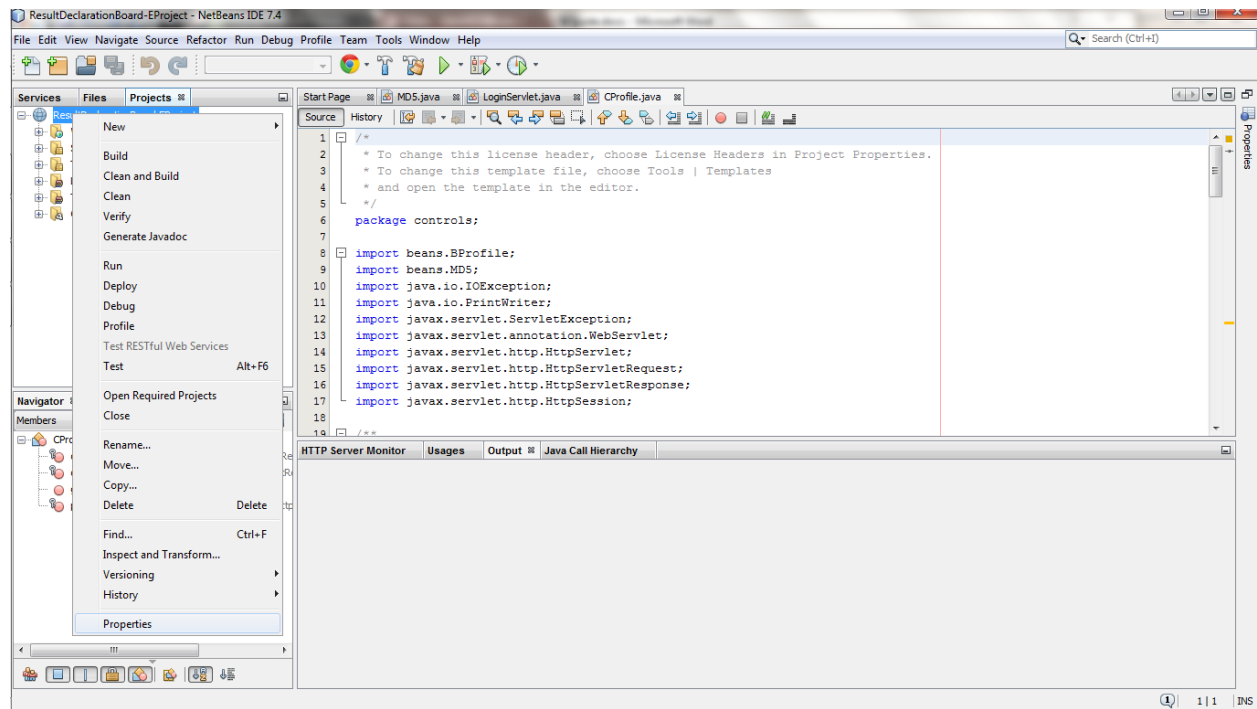 ResultDeclarationBoard-EProject - NetBeans IDE 7.4
File Edit View Navigate Source Refactor Run Debug Profile Team Tools Window Help
Search (Ctrl+I)
Services Files Projects
Start Page MD5.java LoginServlet.java CProfile.java
Source History
Properties
New
Build
Clean and Build
Clean
Verify
Generate Javadoc
Run
Deploy
Debug
Profile
Test RESTful Web Services
Test Alt+F6
Open Required Projects
Close
Rename...
Move...
Copy...
Delete Delete
Find... Ctrl+F
Inspect and Transform...
Versioning
History
Properties
Navigator
Members
1 /*
2 * To change this license header, choose License Headers in Project Properties.
3 * To change this template file, choose Tools | Templates
4 * and open the template in the editor.
5 */
6 package controls;
7
8 import beans.BProfile;
9 import beans.MD5;
10 import java.io.IOException;
11 import java.io.PrintWriter;
12 import javax.servlet.ServletException;
13 import javax.servlet.annotation.WebServlet;
14 import javax.servlet.http.HttpServlet;
15 import javax.servlet.http.HttpServletRequest;
16 import javax.servlet.http.HttpServletResponse;
17 import javax.servlet.http.HttpSession;
18
19 /**
HTTP Server Monitor Usages Output Java Call Hierarchy
1 1 | 1 INS